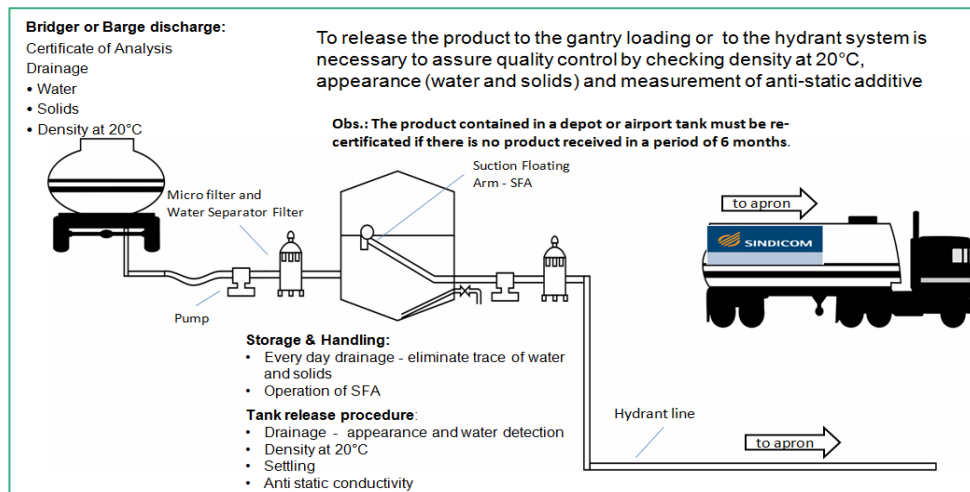 Bridger or Barge discharge:
Certificate of Analysis
Drainage
• Water
• Solids
• Density at 20°C
To release the product to the gantry loading or to the hydrant system is
necessary to assure quality control by checking density at 20°C,
appearance (water and solids) and measurement of anti-static additive
Obs.: The product contained in a depot or airport tank must be re-
certificated if there is no product received in a period of 6 months.
Suction Floating
Arm - SFA
Micro filter and
Water Separator Filter
to apron
SINDICOM
Pump
Storage & Handling:
• Every day drainage - eliminate trace of water
and solids
• Operation of SFA
Tank release procedure:
• Drainage - appearance and water detection
• Density at 20°C
• Settling
• Anti static conductivity
Hydrant line
to apron